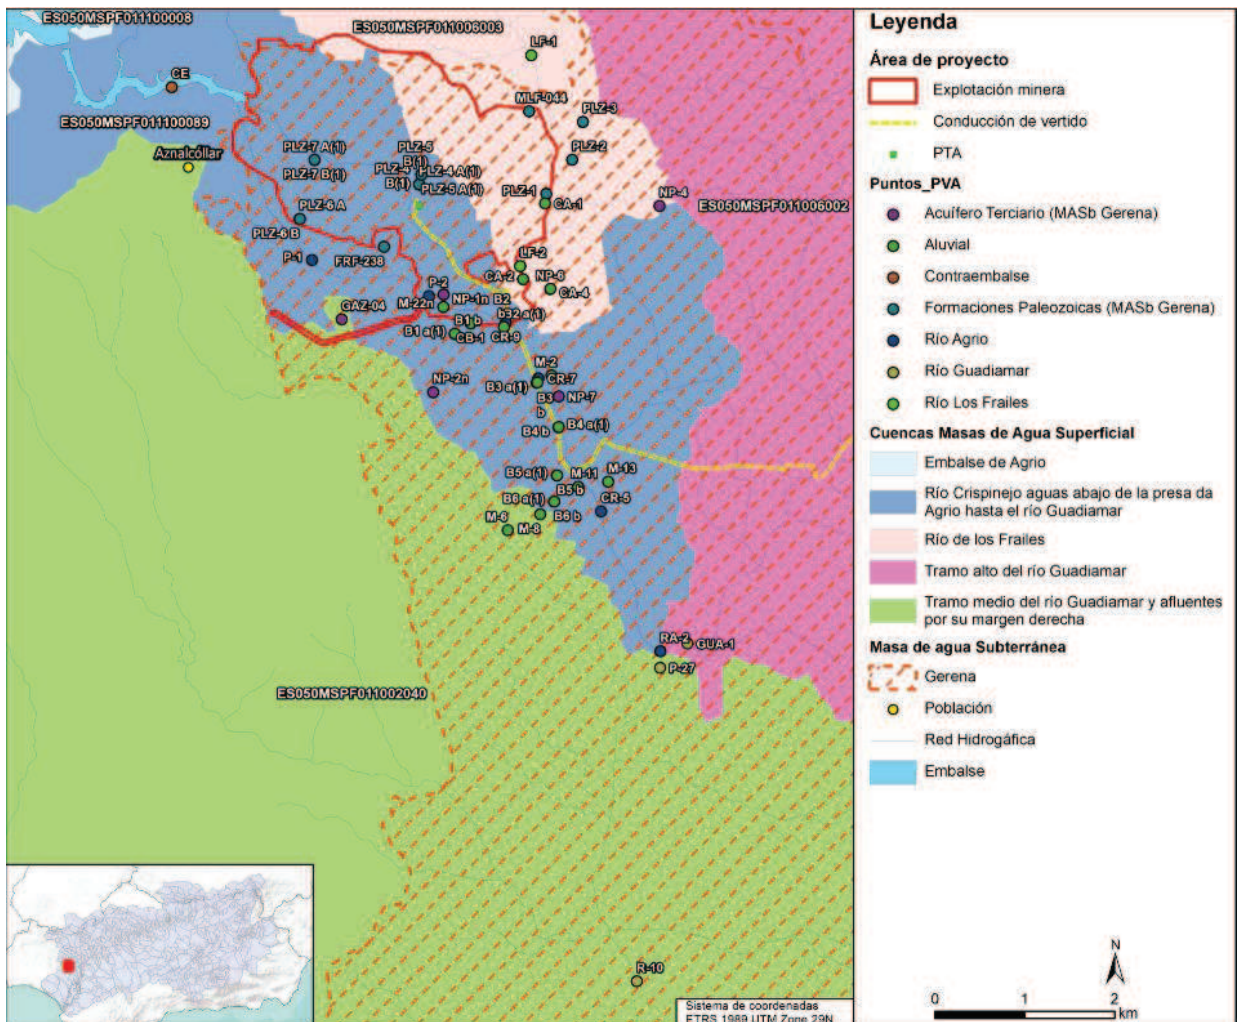 ES050MSPF011100008
ES050MSPF011006003
LF-1
CE
MLF-044
PLZ-3
ES050MSPF011100089
Aznalcóllar
PLZ-7 A(1)
PLZ-7 B(1)
PLZ-5
B(1)
PLZ-4
PLZ-4 A(1)
B(1)
PLZ-5 A(1)
PLZ-2
PLZ-1
CA-1
NP-4
ES050MSPF011006002
PLZ-6 A
PLZ-6 B
P-1
FRF-238
LF-2
CA-2
NP-6
CA-4
P-2
M-22n
NP-1n
B2
GAZ-04
B1 a(1)
B1 b
CB-1
CR-9
M-2
CR-7
B3 a(1)
B3
b
NP-7
NP-2n
B4 b
B4 a(1)
B5 a(1)
M-11
M-13
B5 b
B6 a(1)
CR-5
M-6
B6 b
M-8
RA-2
GUA-1
P-27
ES050MSPF011002040
R-10
Sistema de coordenadas
ETRS 1989 UTM Zone 29N
Leyenda
Área de proyecto
Explotación minera
Conducción de vertido
PTA
Puntos_PVA
Acuífero Terciario (MASb Gerena)
Aluvial
Contraembalse
Formaciones Paleozoicas (MASb Gerena)
Río Agrio
Río Guadiamar
Río Los Frailes
Cuencas Masas de Agua Superficial
Embalse de Agrio
Río Crispinejo aguas abajo de la presa da
Agrio hasta el río Guadiamar
Río de los Frailes
Tramo alto del río Guadiamar
Tramo medio del río Guadiamar y afluentes
por su margen derecha
Masa de agua Subterránea
Gerena
Población
Red Hidrogáfica
Embalse
N
0 1 2
km